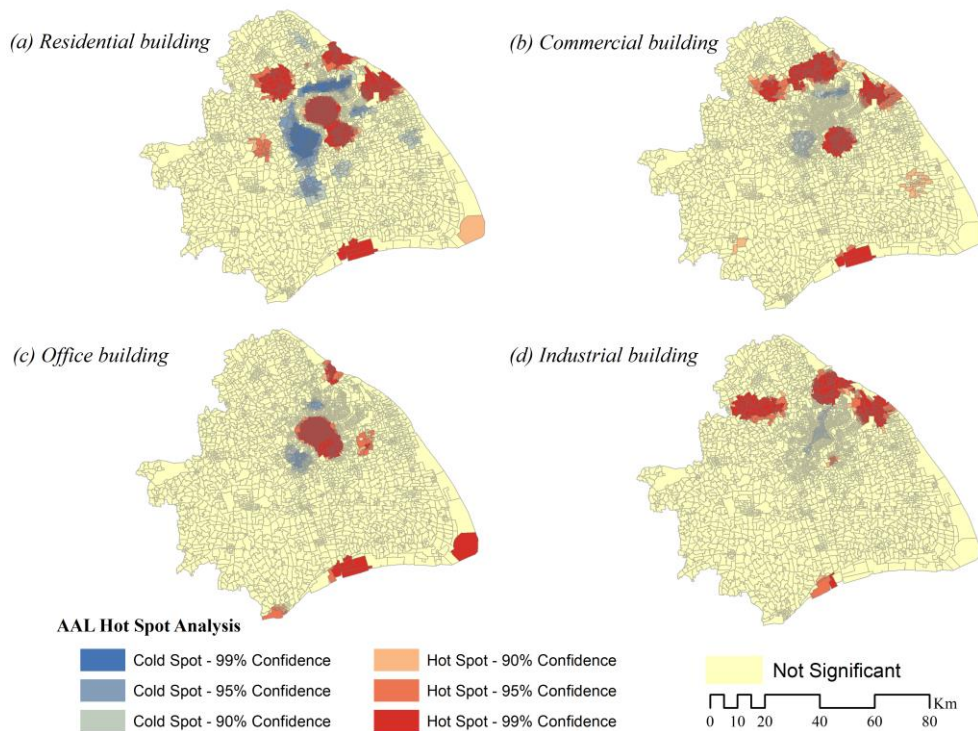 (a) Residential building
(b) Commercial building
(c) Office building
(d) Industrial building
AAL Hot Spot Analysis
Cold Spot - 99% Confidence
Cold Spot - 95% Confidence
Cold Spot - 90% Confidence
Hot Spot - 90% Confidence
Hot Spot - 95% Confidence
Hot Spot - 99% Confidence
Not Significant
Km
0 10 20 40 60 80